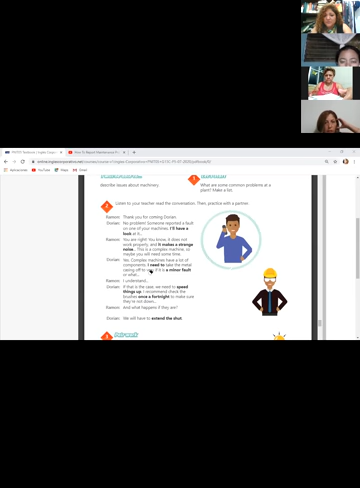 describe issues about machinery.
What are some common problems at a
plant? Make a list.
Listen to your teacher read the conversation. Then, practice with a partner.
Ramon: Thank you for coming Dorian.
Dorian: No problem! Someone reported a fault
on one of your machines. I'll have a
look at it...
Ramon: You are right! You know, it does not
work properly, and it makes a strange
noise... This is a complex machine, so
maybe you will need some time.
Dorian: Yes. Complex machines have a lot of
components. I need to take the metal
casing off to see if it is a minor fault
or what...
Ramon: I understand...
Dorian: If that is the case, we need to speed
things up. I recommend check the
brushes once a fortnight to make sure
they're not down.
Ramon: And what happens if they are?
Dorian: We will have to extend the shut